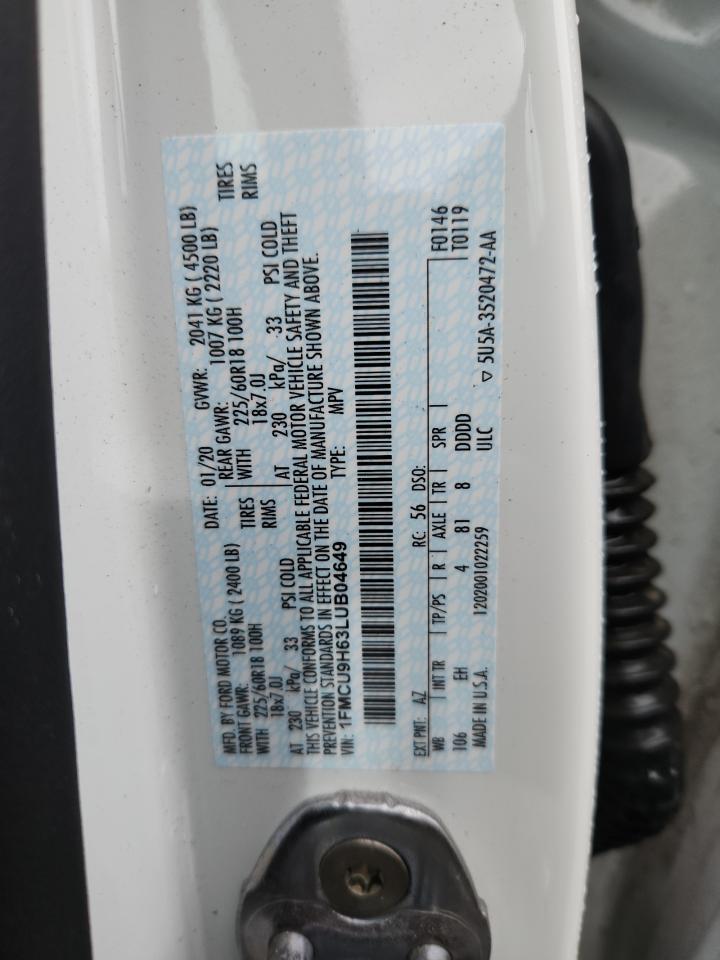 MFD. BY FORD MOTOR CO.
DATE: 01/20 GVWR: 2041 KG ( 4500 LB)
FRONT GAWR: 1089 KG ( 2400 LB) REAR GAWR: 1007 KG ( 2220 LB)
WITH 225/60R18 100H TIRES WITH 225/60R18 100H TIRES
18x7.0J RIMS 18x7.0J RIMS
AT 230 kPa/ 33 PSI COLD AT 230 kPa/ 33 PSI COLD
THIS VEHICLE CONFORMS TO ALL APPLICABLE FEDERAL MOTOR VEHICLE SAFETY AND THEFT
PREVENTION STANDARDS IN EFFECT ON THE DATE OF MANUFACTURE SHOWN ABOVE.
VIN: 1FMCU9H63LUB04649 TYPE: MPV
EXT PNT: AZ RC: 56 DSO: F0146
WB INT TR TP/PS R AXLE TR SPR T0119
106 EH 4 81 8 DDDD
MADE IN U.S.A. 1202001022259 ULC ▽ 5U5A-3520472-AA